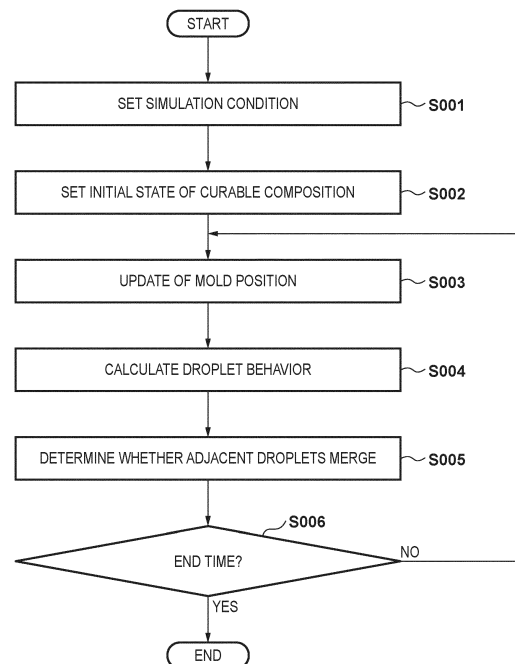 START
SET SIMULATION CONDITION
S001
SET INITIAL STATE OF CURABLE COMPOSITION
S002
UPDATE OF MOLD POSITION
S003
CALCULATE DROPLET BEHAVIOR
S004
DETERMINE WHETHER ADJACENT DROPLETS MERGE
S005
S006
END TIME?
NO
YES
END